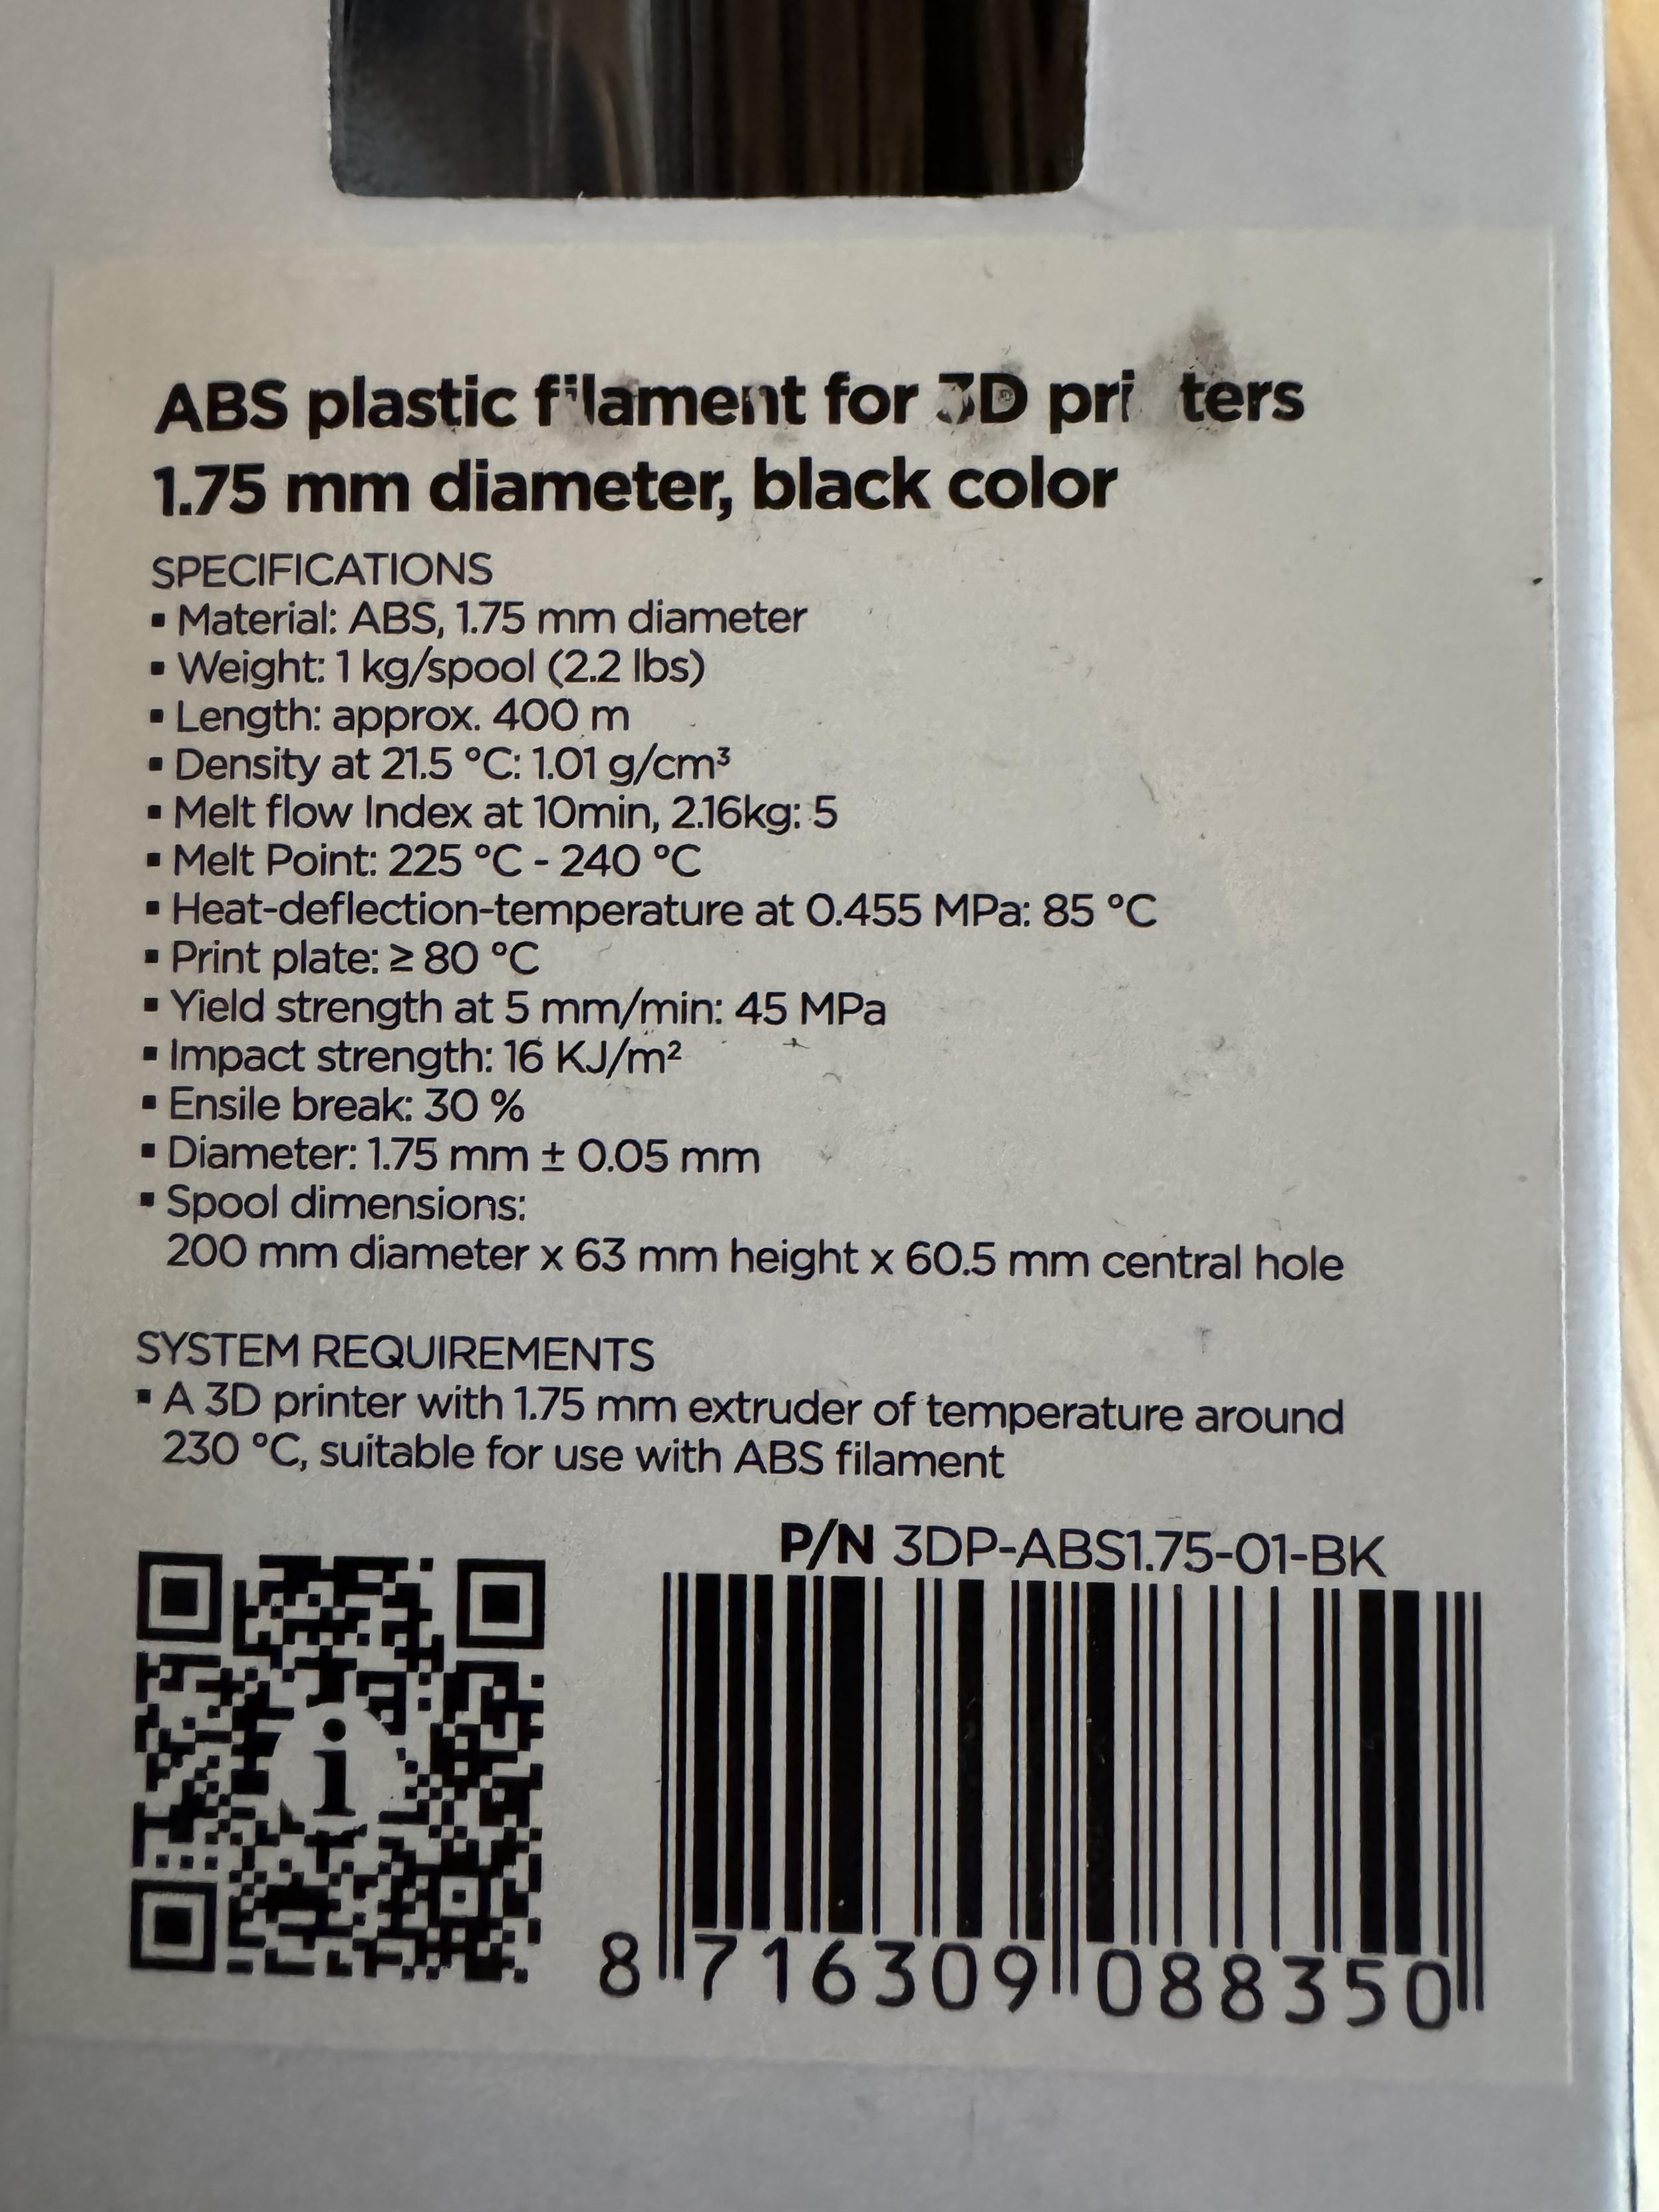 ABS plastic filament for 3D printers
1.75 mm diameter, black color
SPECIFICATIONS
▪ Material: ABS, 1.75 mm diameter
▪ Weight: 1 kg/spool (2.2 lbs)
▪ Length: approx. 400 m
▪ Density at 21.5 °C: 1.01 g/cm³
▪ Melt flow Index at 10min, 2.16kg: 5
▪ Melt Point: 225 °C - 240 °C
▪ Heat-deflection-temperature at 0.455 MPa: 85 °C
▪ Print plate: ≥ 80 °C
▪ Yield strength at 5 mm/min: 45 MPa
▪ Impact strength: 16 KJ/m²
▪ Ensile break: 30 %
▪ Diameter: 1.75 mm ± 0.05 mm
▪ Spool dimensions:
200 mm diameter x 63 mm height x 60.5 mm central hole
SYSTEM REQUIREMENTS
▪ A 3D printer with 1.75 mm extruder of temperature around
230 °C, suitable for use with ABS filament
P/N 3DP-ABS1.75-01-BK
i
8 716309 088350